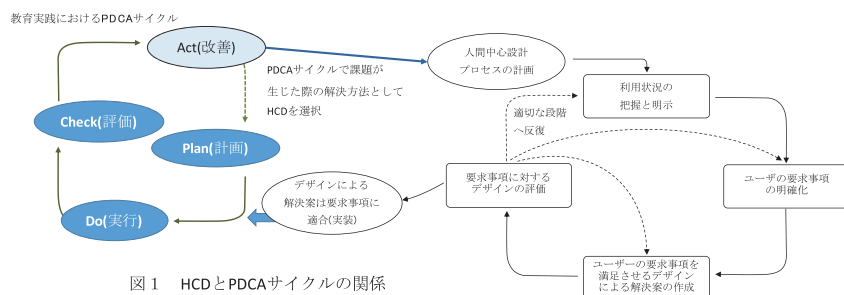 教育実践におけるPDCAサイクル
Act(改善)
PDCAサイクルで課題が
生じた際の解決方法として
HCDを選択
Check(評価)
Plan(計画)
Do(実行)
人間中心設計
プロセスの計画
利用状況の
把握と明示
適切な段階
へ反復
要求事項に対する
デザインの評価
ユーザの要求事項
の明確化
デザインによる
解決案は要求事項に
適合(実装)
ユーザーの要求事項を
満足させるデザイン
による解決案の作成
図1 HCDとPDCAサイクルの関係